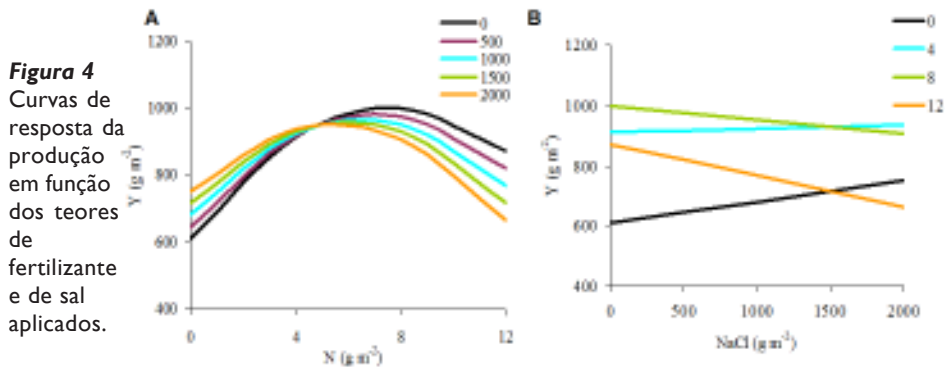 Figura 4
Curvas de
resposta da
produção
em função
dos teores
de
fertilizante
e de sal
aplicados.
A
0
500
1000
1500
2000
1200
1000
800
600
400
Y (g m⁻²)
0 4 8 12
N (g m⁻²)
B
0
4
8
12
1200
1000
800
600
400
Y (g m⁻²)
0 500 1000 1500 2000
NaCl (g m⁻²)